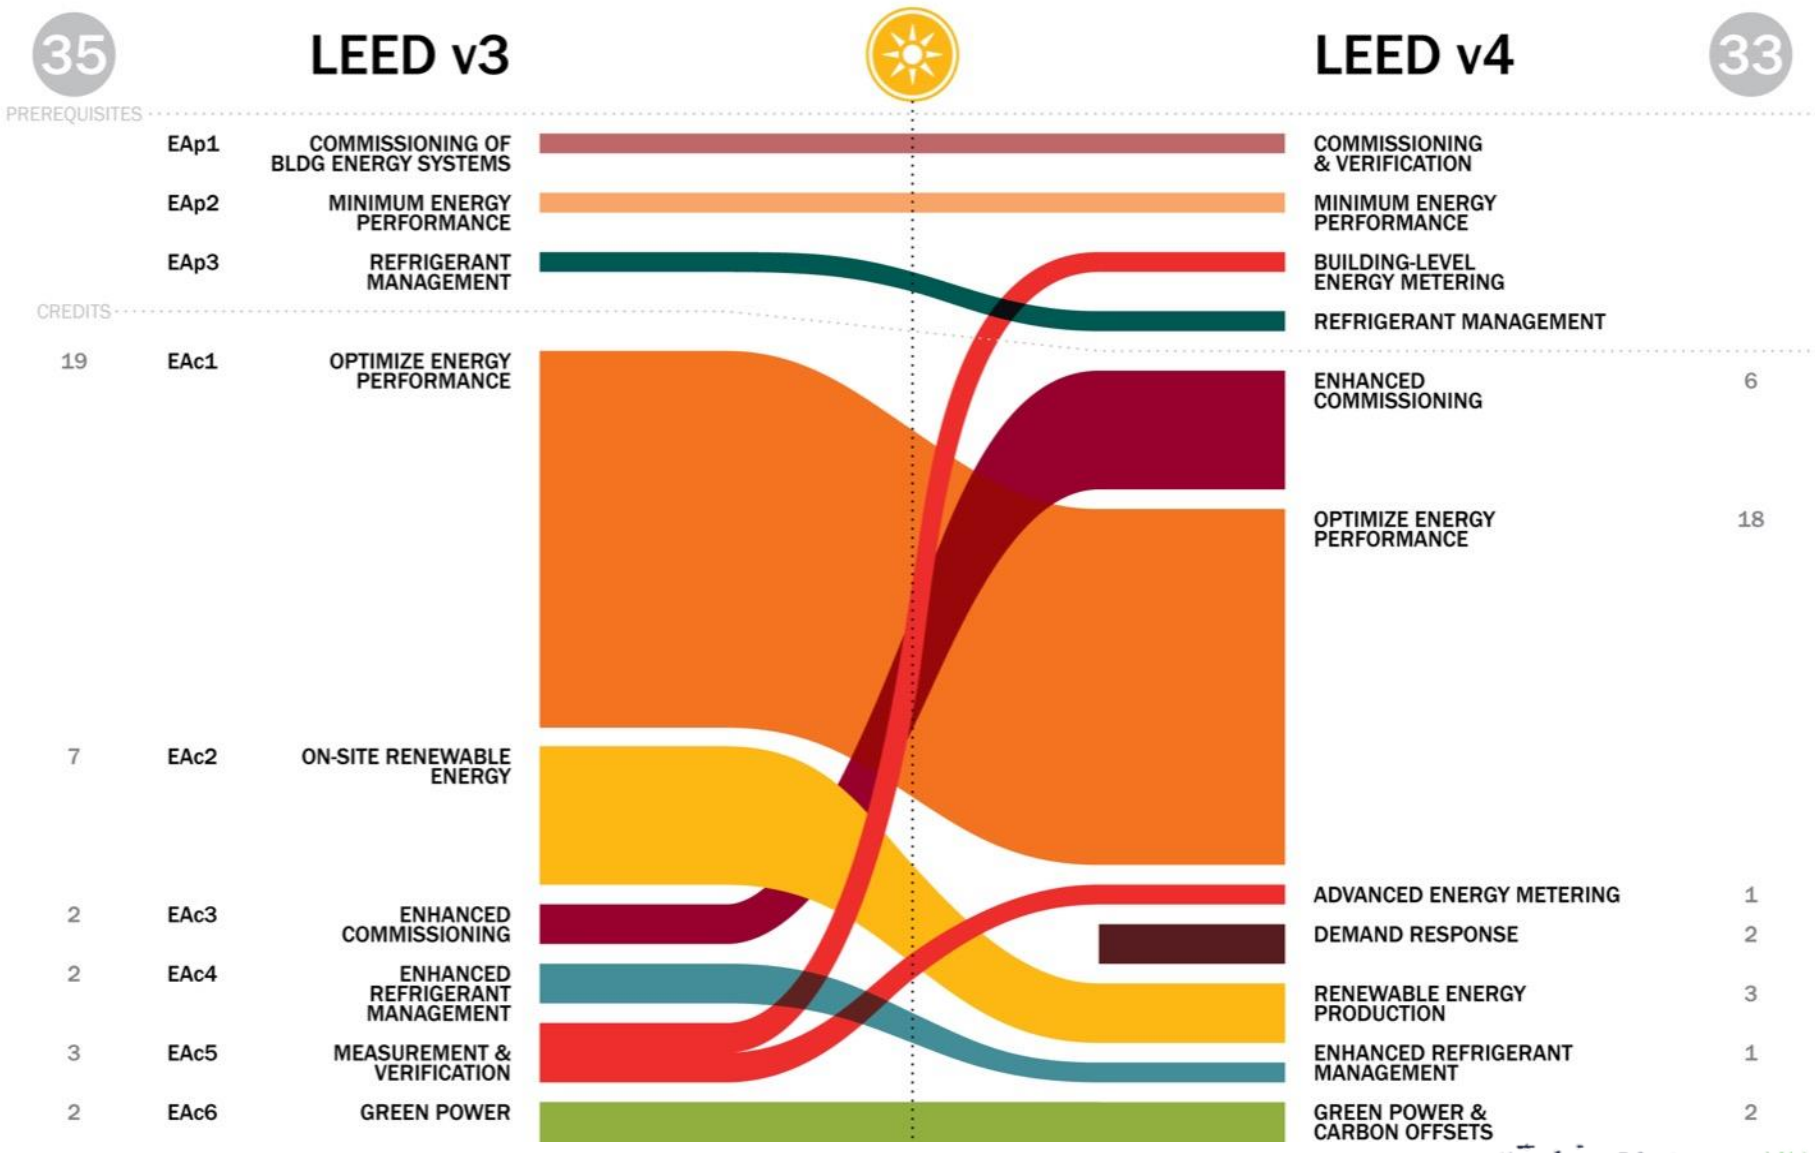 35
LEED v3
LEED v4
33
PREREQUISITES
EAp1
COMMISSIONING OF
BLDG ENERGY SYSTEMS
COMMISSIONING
& VERIFICATION
EAp2
MINIMUM ENERGY
PERFORMANCE
MINIMUM ENERGY
PERFORMANCE
EAp3
REFRIGERANT
MANAGEMENT
BUILDING-LEVEL
ENERGY METERING
CREDITS
REFRIGERANT MANAGEMENT
19
EAc1
OPTIMIZE ENERGY
PERFORMANCE
ENHANCED
COMMISSIONING
6
OPTIMIZE ENERGY
PERFORMANCE
18
7
EAc2
ON-SITE RENEWABLE
ENERGY
ADVANCED ENERGY METERING
1
2
EAc3
ENHANCED
COMMISSIONING
DEMAND RESPONSE
2
2
EAc4
ENHANCED
REFRIGERANT
MANAGEMENT
RENEWABLE ENERGY
PRODUCTION
3
3
EAc5
MEASUREMENT &
VERIFICATION
ENHANCED REFRIGERANT
MANAGEMENT
1
2
EAc6
GREEN POWER
GREEN POWER &
CARBON OFFSETS
2